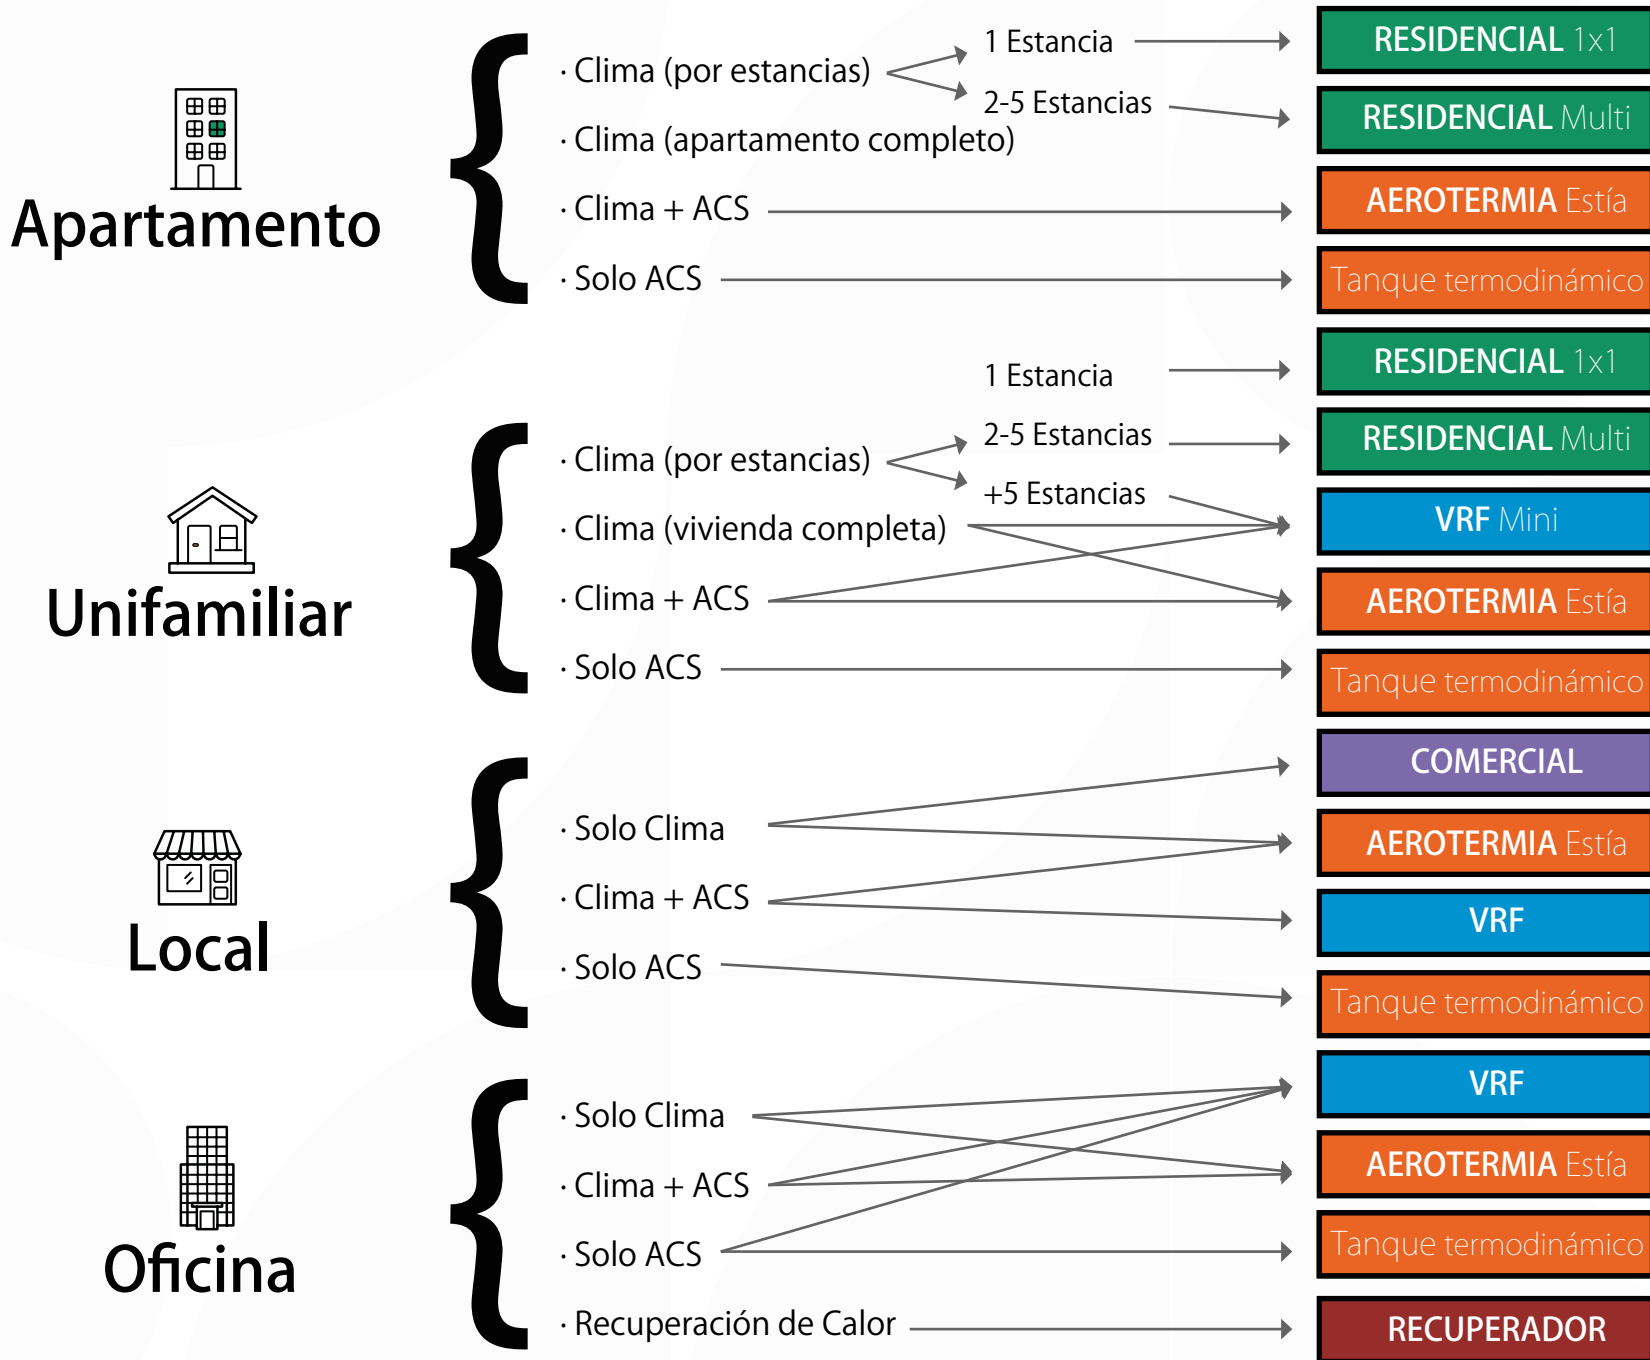 Apartamento
· Clima (por estancias)
1 Estancia
2-5 Estancias
· Clima (apartamento completo)
· Clima + ACS
· Solo ACS
RESIDENCIAL 1x1
RESIDENCIAL Multi
AEROTERMIA Estía
Tanque termodinámico
Unifamiliar
· Clima (por estancias)
1 Estancia
2-5 Estancias
+5 Estancias
· Clima (vivienda completa)
· Clima + ACS
· Solo ACS
RESIDENCIAL 1x1
RESIDENCIAL Multi
VRF Mini
AEROTERMIA Estía
Tanque termodinámico
Local
· Solo Clima
· Clima + ACS
· Solo ACS
COMERCIAL
AEROTERMIA Estía
VRF
Tanque termodinámico
Oficina
· Solo Clima
· Clima + ACS
· Solo ACS
· Recuperación de Calor
VRF
AEROTERMIA Estía
Tanque termodinámico
RECUPERADOR